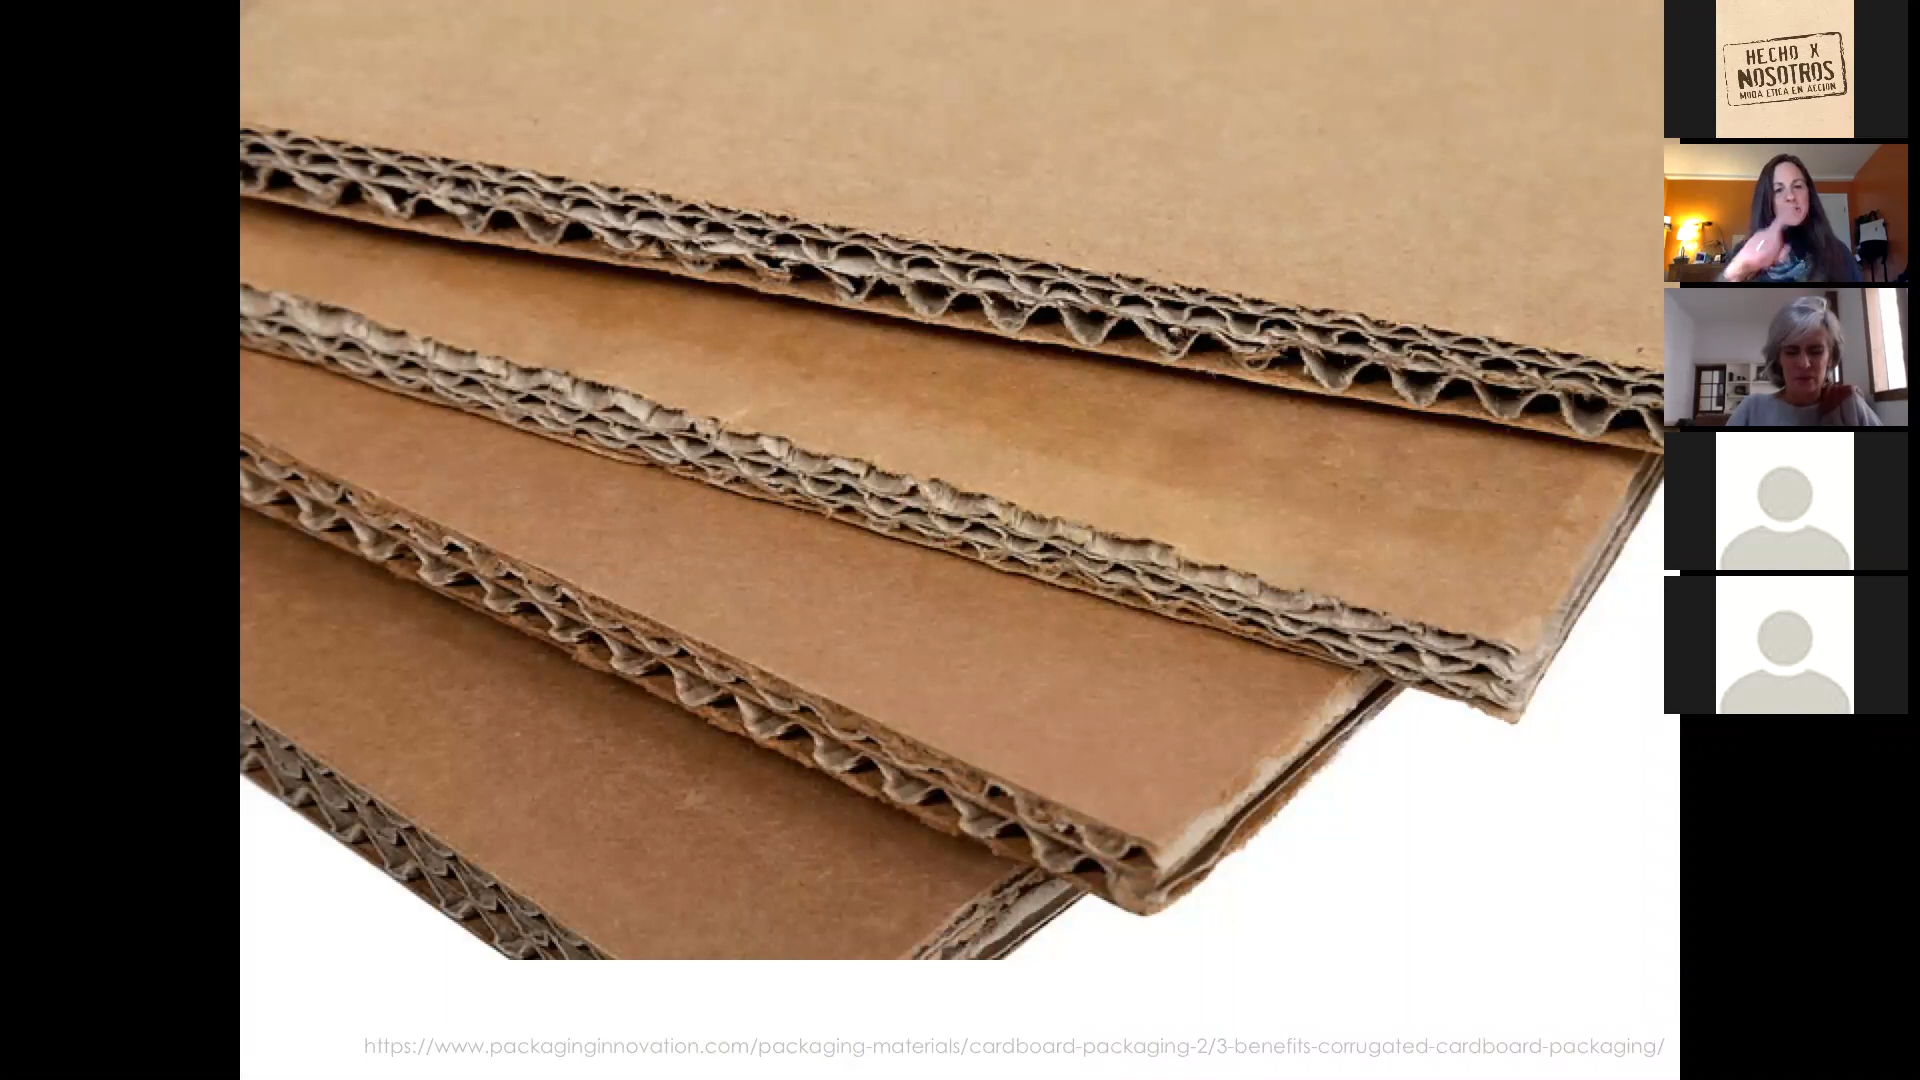 HECHO X
NOSOTROS
MODA ETICA EN ACCION
https://www.packaginginnovation.com/packaging-materials/cardboard-packaging-2/3-benefits-corrugated-cardboard-packaging/